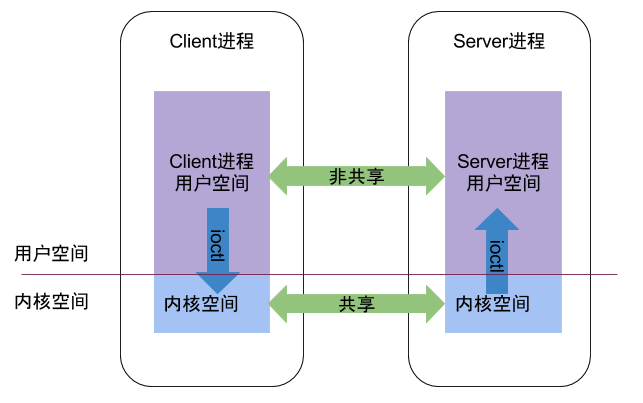 Client进程
Server进程
Client进程
用户空间
非共享
Server进程
用户空间
ioctl
ioctl
用户空间
内核空间
内核空间
共享
内核空间